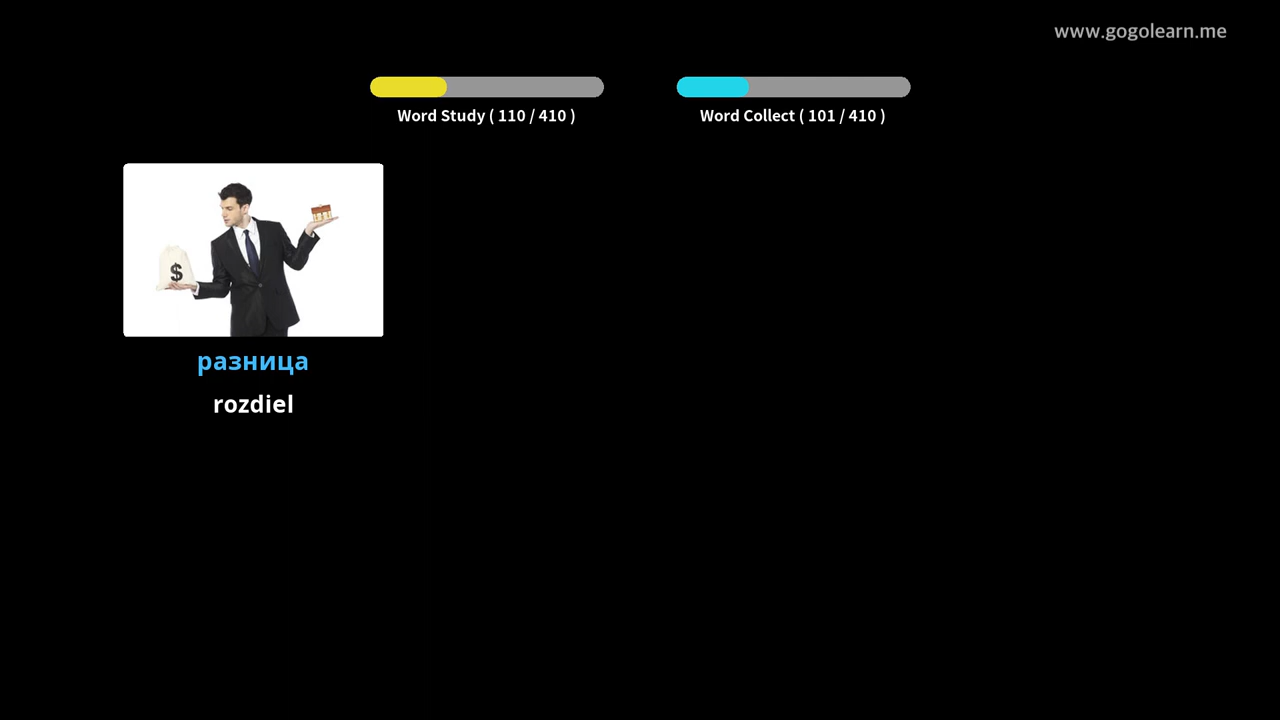 www.gogolearn.me
Word Study ( 110 / 410 )
Word Collect ( 101 / 410 )
$
разница
rozdiel